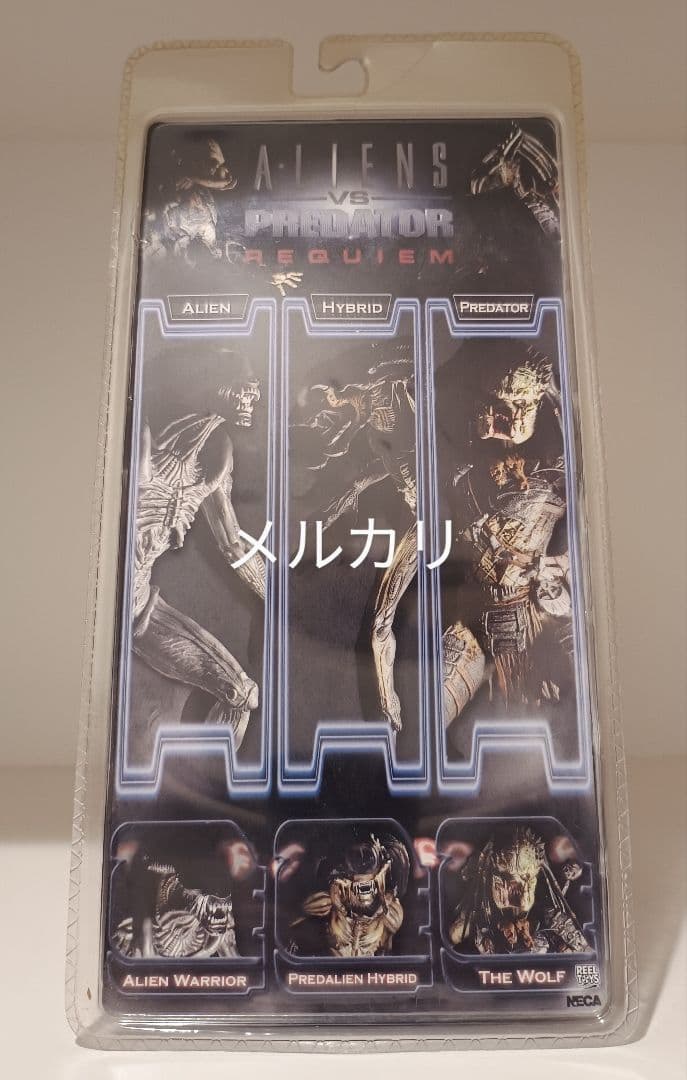 ALIENS
VS
PREDATOR
REQUIEM
ALIEN
HYBRID
PREDATOR
メルカリ
ALIEN WARRIOR
PREDALIEN HYBRID
THE WOLF
REEL TOYS
NECA